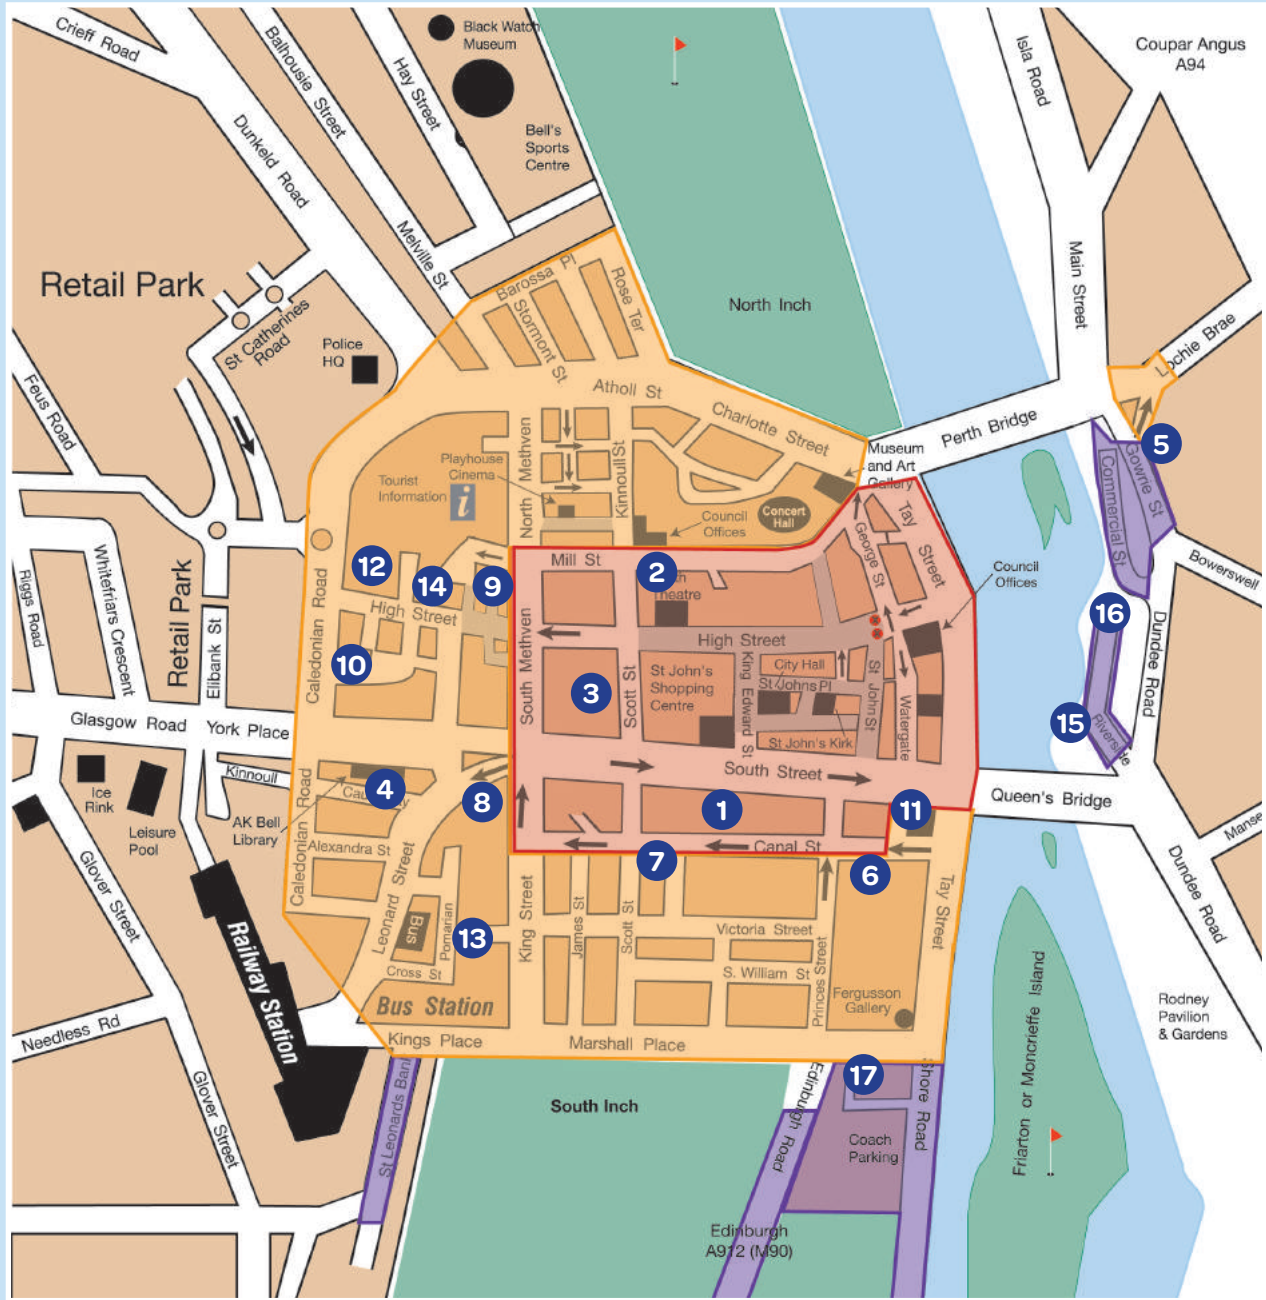 Crieff Road
Balhousie Street
Hay Street
Black Watch
Museum
Bell's
Sports
Centre
Dunkeld Road
Melville St
Isla Road
Coupar Angus
A94
Main Street
Lochie Brae
North Inch
Retail Park
St Catherines
Road
Police
HQ
Feus Road
Barossa Pl
Stormont St
Rose Ter
Atholl St
Charlotte Street
Perth Bridge
Museum
and Art
Gallery
5
Gowrie St
Commercial St
Bowerswell
North Methven
Kinnoull St
Playhouse
Cinema
Tourist
Information
i
Council
Offices
Concert
Hall
Tay
Street
George St
Council
Offices
Mill St
2
Theatre
12
14
9
High Street
High Street
Whitefriars Crescent
Riggs Road
Retail Park
Elibank St
Caledonian Road
10
South Methven
3
Scott St
St John's
Shopping
Centre
King Edward St
City Hall
St Johns Pl
St John's Kirk
St John St
Watergate
16
15
Riverside
Dundee Road
Glasgow Road
York Place
Kinnoull
South Street
Queen's Bridge
Ice
Rink
Leisure
Pool
AK Bell
Library
4
8
1
11
Caledonian Road
Alexandra St
Canal St
7
6
Manse
Dundee Road
Glover Street
Leonard Street
Bus
Pomarian
13
King Street
James St
Scott St
Victoria Street
S. William St
Princes Street
Tay Street
Cross St
Bus Station
Fergusson
Gallery
Railway Station
Needless Rd
Kings Place
Marshall Place
Friarton or Moncrieffe Island
Rodney
Pavilion
& Gardens
Glover Street
St Leonards Bank
South Inch
Edinburgh Road
17
Shore Road
Coach
Parking
Edinburgh
A912 (M90)